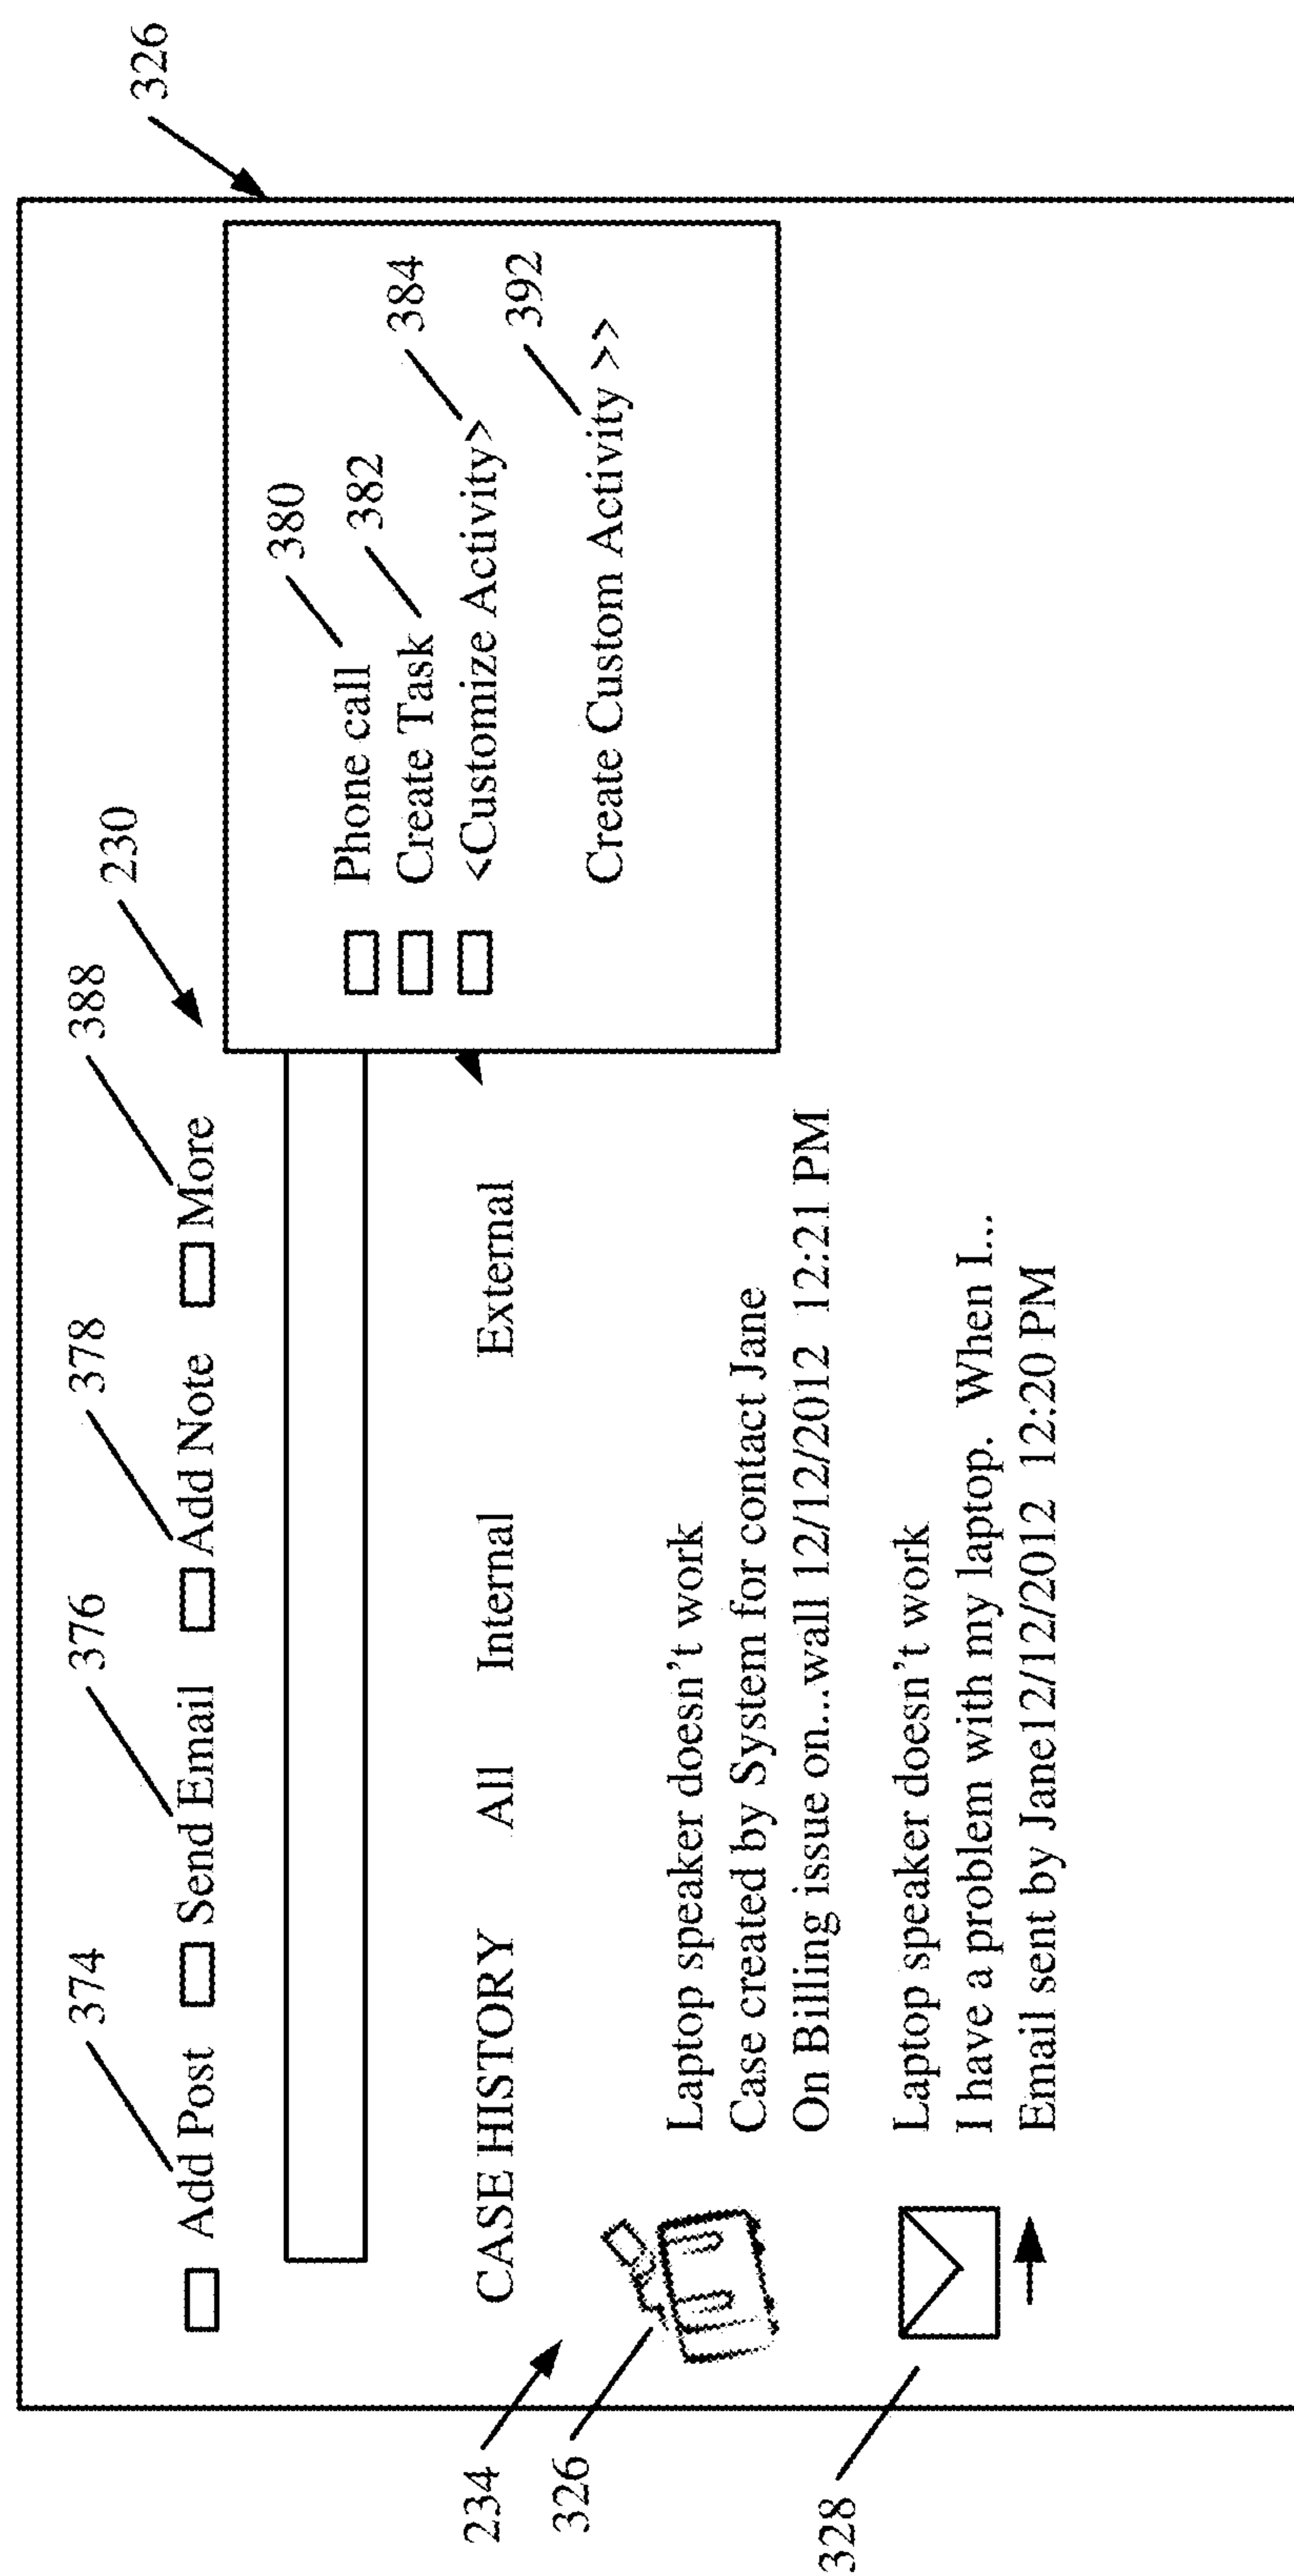 326
374 376 378 388 230
Add Post Send Email Add Note More
380
Phone call
382
Create Task
384
<Customize Activity>
392
Create Custom Activity >>
234
CASE HISTORY All Internal External
326
Laptop speaker doesn't work
Case created by System for contact Jane
On Billing issue on...wall 12/12/2012 12:21 PM
328
Laptop speaker doesn't work
I have a problem with my laptop. When I...
Email sent by Jane12/12/2012 12:20 PM